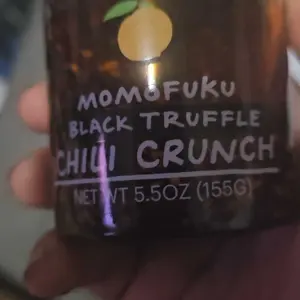 MOMOFUKU
BLACK TRUFFLE
CHILI CRUNCH
NET WT 5.5OZ (155G)